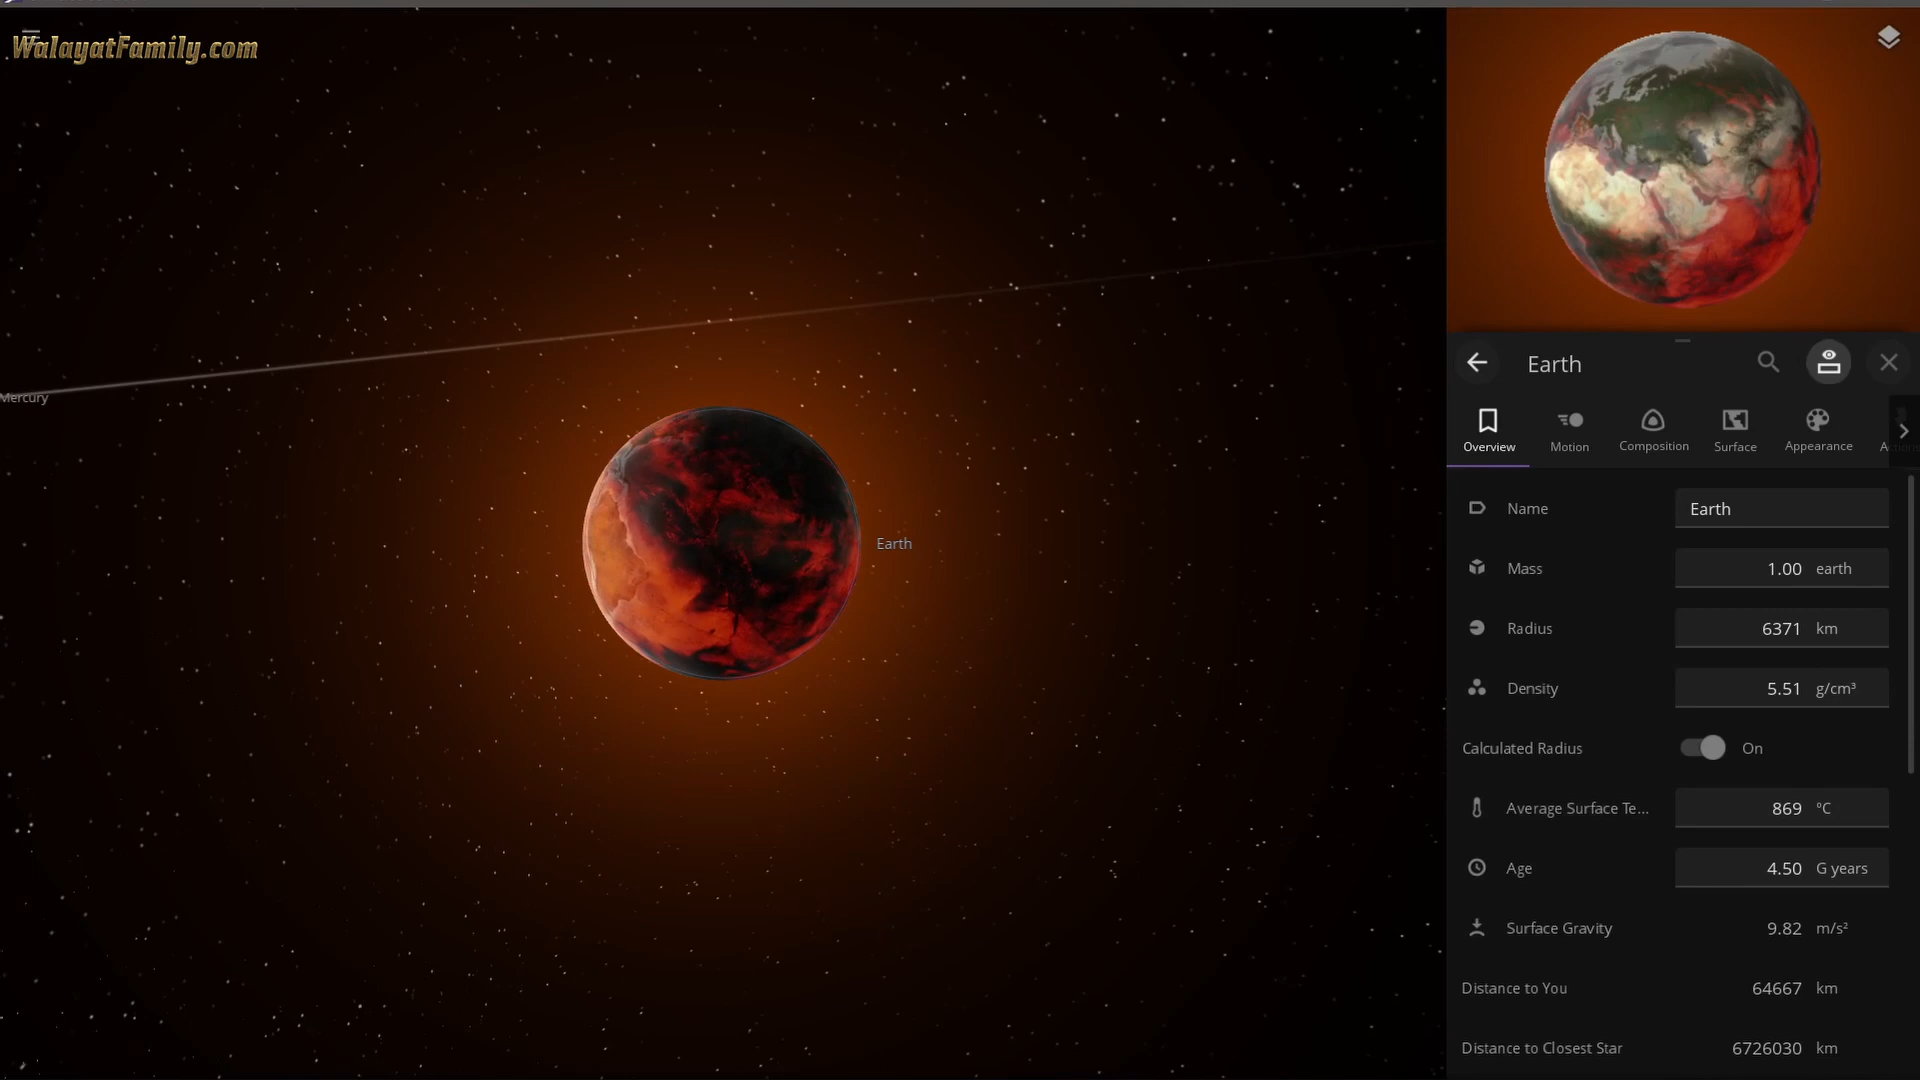 WalayatFamily.com
Mercury
Earth
Earth
Overview
Motion
Composition
Surface
Appearance
Name Earth
Mass 1.00 earth
Radius 6371 km
Density 5.51 g/cm³
Calculated Radius On
Average Surface Te... 869 °C
Age 4.50 G years
Surface Gravity 9.82 m/s²
Distance to You 64667 km
Distance to Closest Star 6726030 km